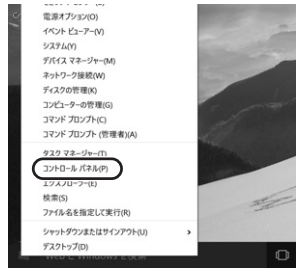 電源オプション(O)
イベント ビューアー(V)
システム(Y)
デバイス マネージャー(M)
ネットワーク接続(W)
ディスクの管理(K)
コンピューターの管理(G)
コマンド プロンプト(C)
コマンド プロンプト (管理者)(A)
タスク マネージャー(T)
コントロール パネル(P)
エクスプローラー(E)
検索(S)
ファイル名を指定して実行(R)
シャットダウンまたはサインアウト(U)
デスクトップ(D)
Web と Windows を検索